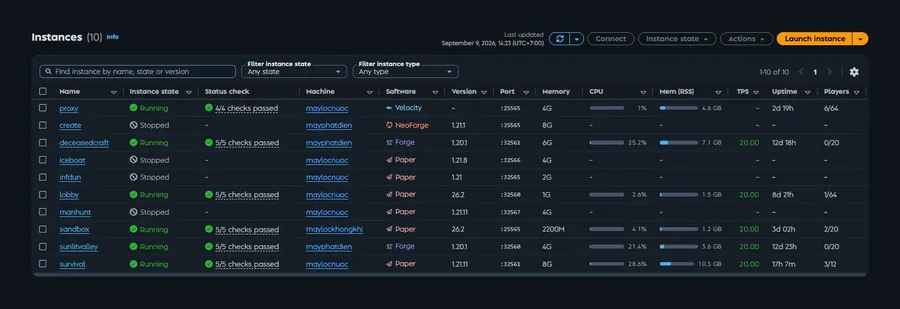 Instances (10) Info
Last updated
September 9, 2026, 14:23 (UTC+7:00)
Connect Instance state Actions Launch instance
Find instance by name, state or version
Filter instance state
Any state
Filter instance type
Any type
1-10 of 10 1
Name Instance state Status check Machine Software Version Port Memory CPU Mem (RSS) TPS Uptime Players
proxy Running 4/4 checks passed maylocnuoc Velocity - :25565 4G 1% 4.6 GB - 2d 19h 6/64
create Stopped - mayphatdien NeoForge 1.21.1 :35565 8G - - - - -
deceasedcraft Running 5/5 checks passed mayphatdien Forge 1.20.1 :32561 6G 25.2% 7.1 GB 20.00 12d 18h 0/20
iceboat Stopped - maylocnuoc Paper 1.21.8 :32566 4G - - - - -
infdun Stopped - maylocnuoc Paper 1.21 :32565 2G - - - - -
lobby Running 5/5 checks passed maylocnuoc Paper 26.2 :32560 1G 2.6% 1.5 GB 20.00 8d 21h 1/64
manhunt Stopped - maylocnuoc Paper 1.21.11 :32567 4G - - - - -
sandbox Running 5/5 checks passed maylockhongkhi Paper 26.2 :25565 2200M 4.1% 1.2 GB 20.00 3d 02h 2/20
sunlitvalley Running 5/5 checks passed mayphatdien Forge 1.20.1 :32560 4G 21.4% 3.6 GB 20.00 12d 23h 0/20
survival Running 5/5 checks passed maylocnuoc Paper 1.21.11 :32561 8G 28.6% 10.3 GB 20.00 17h 7m 3/12